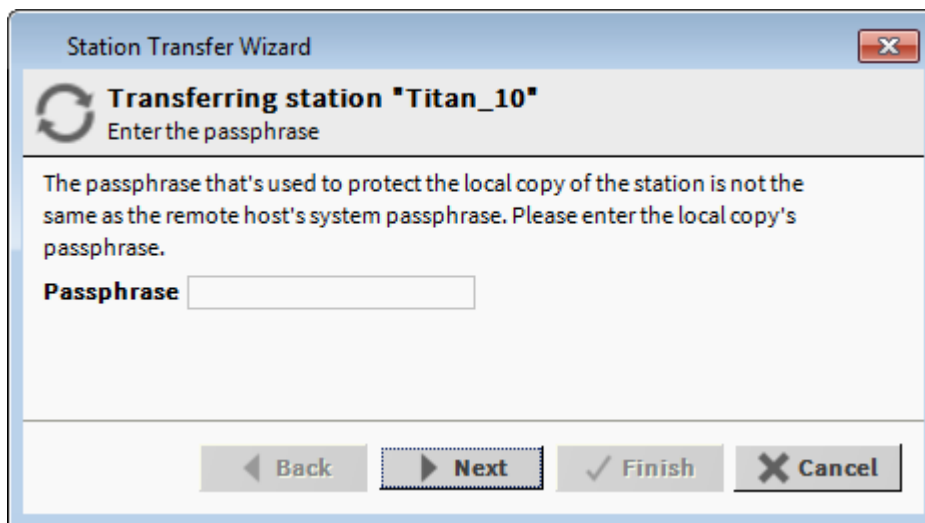 Station Transfer Wizard
Transferring station "Titan_10"
Enter the passphrase
The passphrase that's used to protect the local copy of the station is not the
same as the remote host's system passphrase. Please enter the local copy's
passphrase.
Passphrase
Back Next Finish Cancel